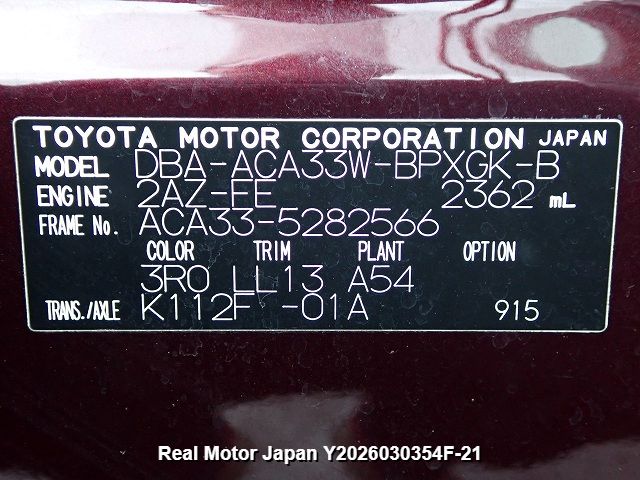 TOYOTA MOTOR CORPORATION JAPAN
MODEL DBA-ACA33W-BPXGK-B
ENGINE 2AZ-FE 2362 mL
FRAME No. ACA33-5282566
COLOR TRIM PLANT OPTION
3R0 LL13 A54
TRANS./AXLE K112F -01A 915
Real Motor Japan Y2026030354F-21